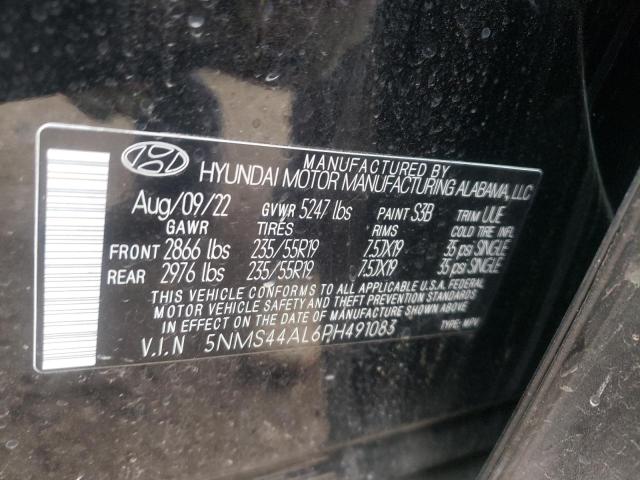 MANUFACTURED BY
HYUNDAI MOTOR MANUFACTURING ALABAMA, LLC
Aug/09/22 GVWR 5247 lbs PAINT S3B TRIM UUE
GAWR TIRES RIMS COLD TIRE INFL
FRONT 2866 lbs 235/55R19 7.5JX19 35 psi SINGLE
REAR 2976 lbs 235/55R19 7.5JX19 35 psi SINGLE
THIS VEHICLE CONFORMS TO ALL APPLICABLE U.S.A. FEDERAL
MOTOR VEHICLE SAFETY AND THEFT PREVENTION STANDARDS
IN EFFECT ON THE DATE OF MANUFACTURE SHOWN ABOVE.
V.I.N 5NMS44AL6PH491083 TYPE: MPV